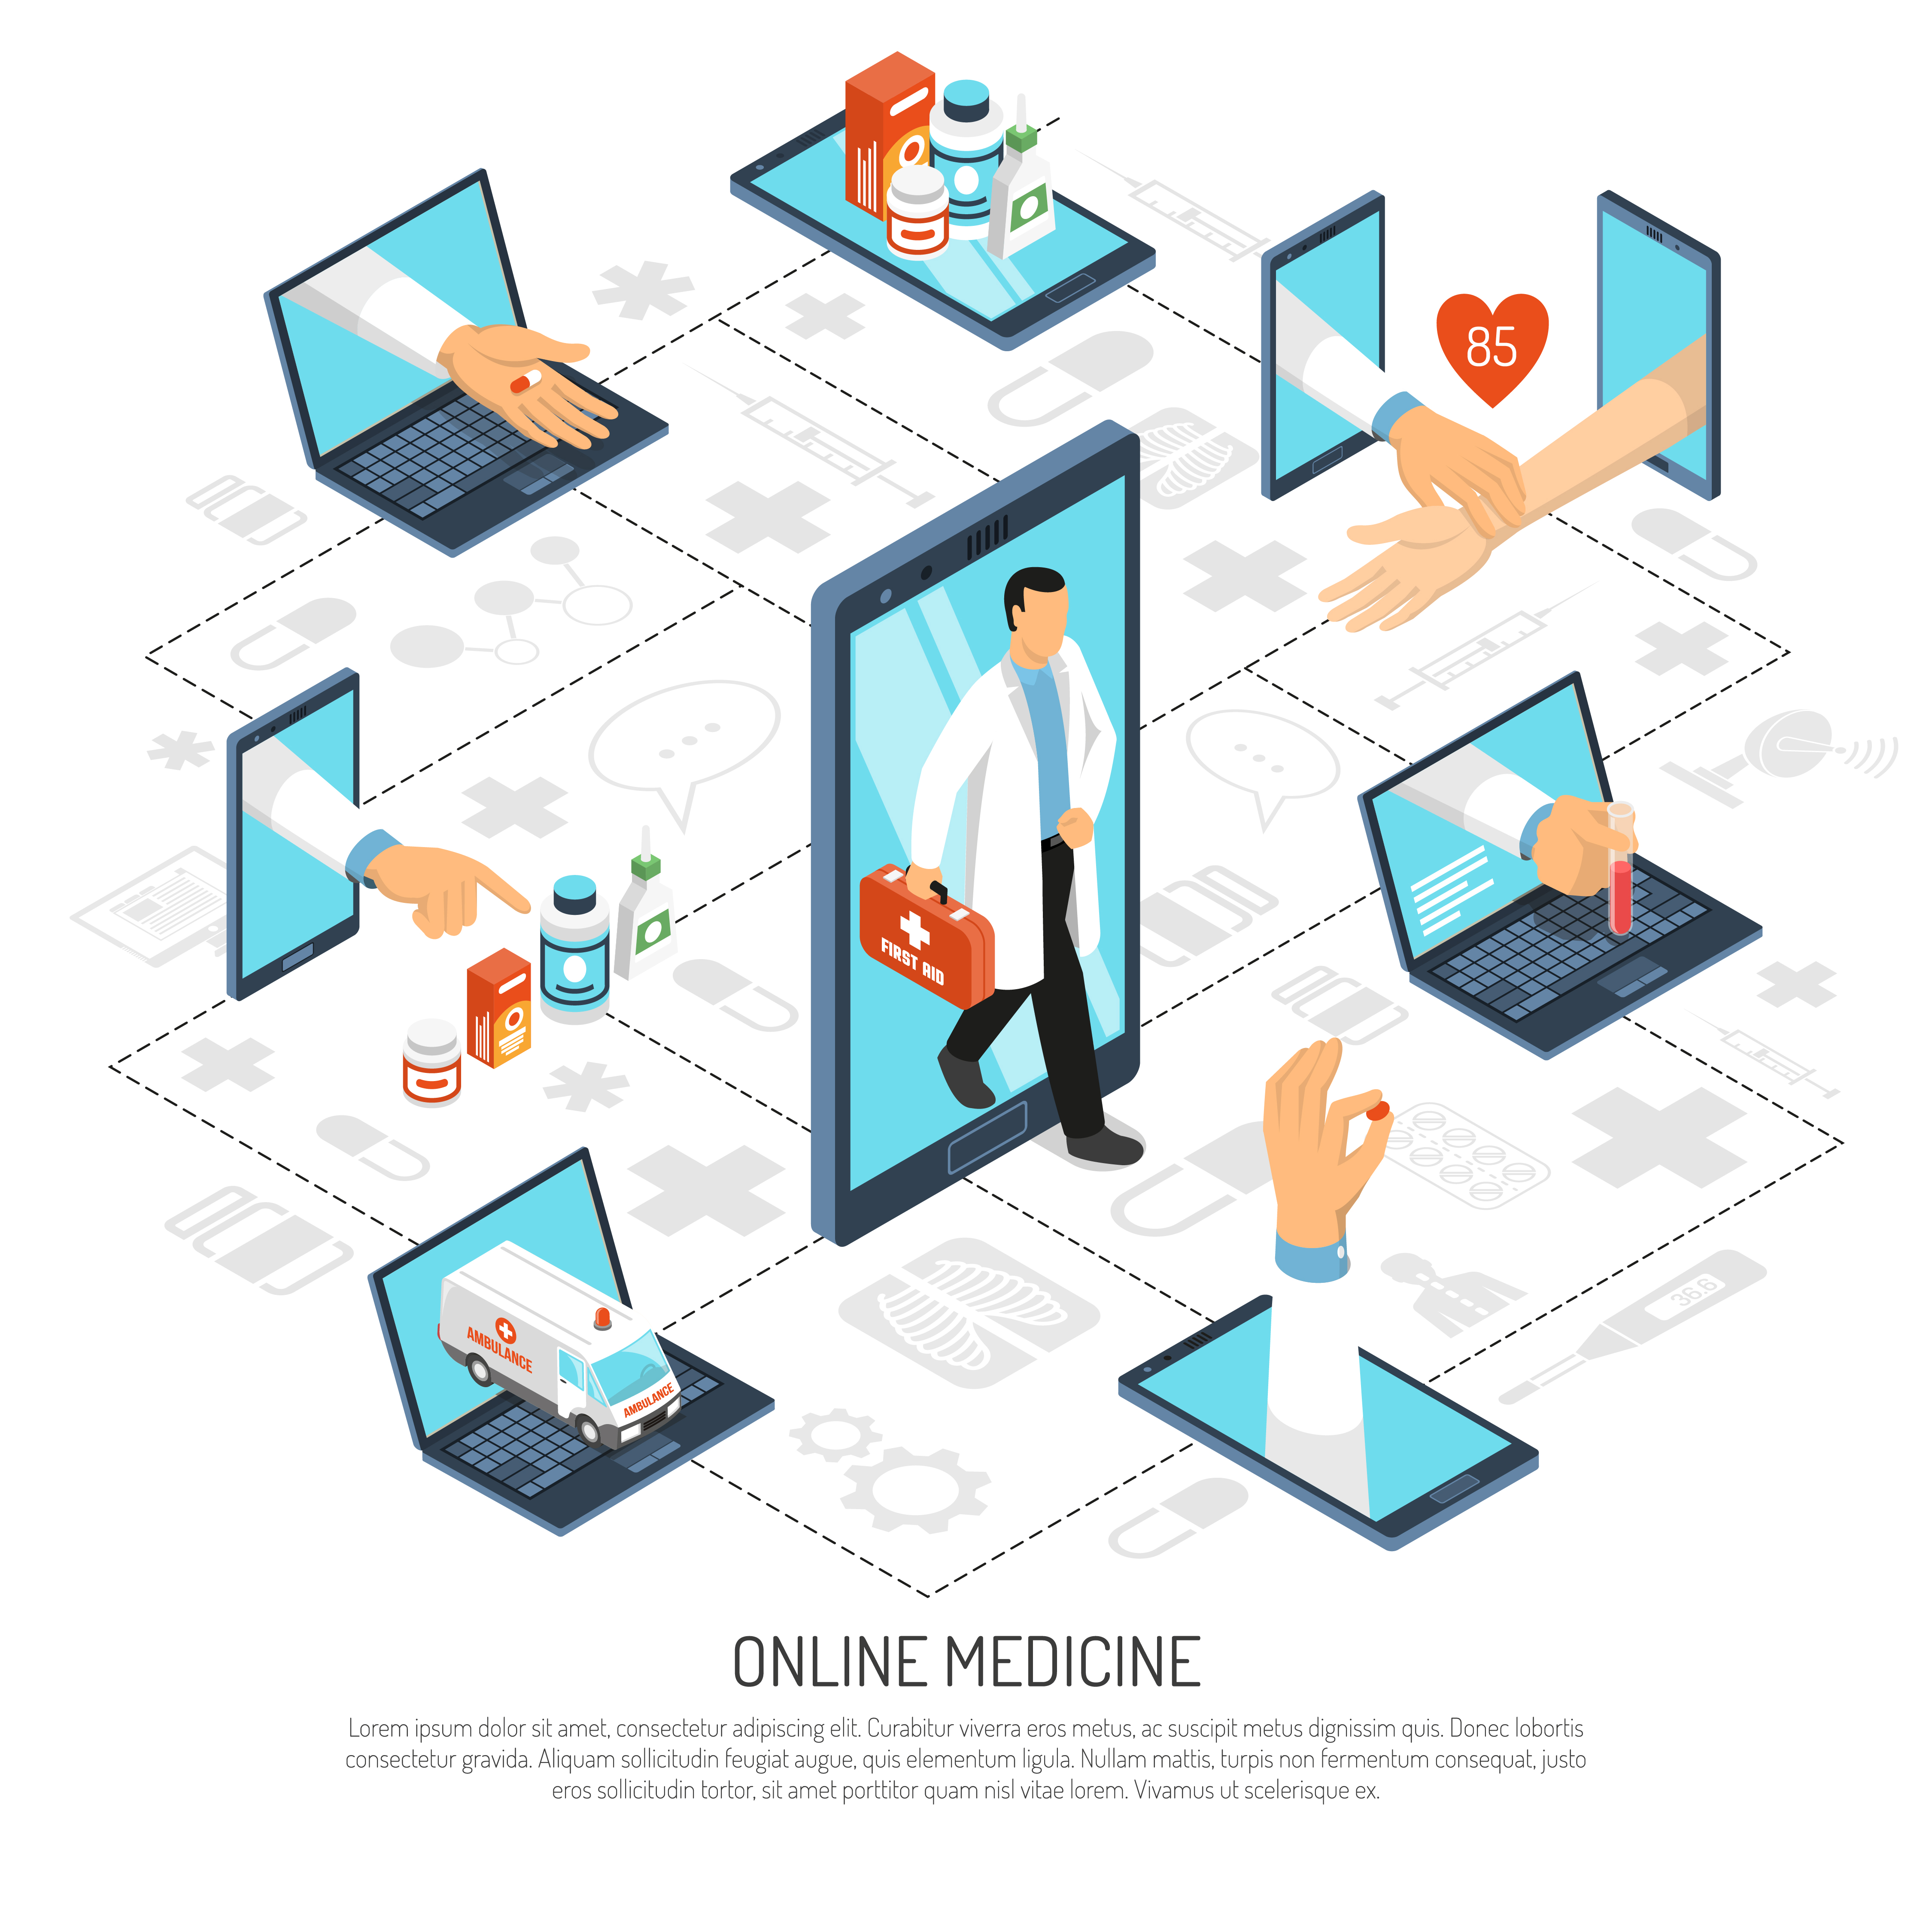 85
FIRST AID
AMBULANCE
AMBULANCE
36.6
ONLINE MEDICINE
Lorem ipsum dolor sit amet, consectetur adipiscing elit. Curabitur viverra eros metus, ac suscipit metus dignissim quis. Donec lobortis
consectetur gravida. Aliquam sollicitudin feugiat augue, quis elementum ligula. Nullam mattis, turpis non fermentum consequat, justo
eros sollicitudin tortor, sit amet porttitor quam nisl vitae lorem. Vivamus ut scelerisque ex.